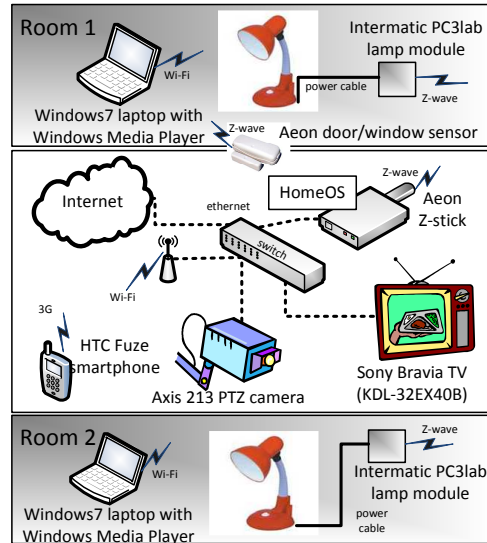 Room 1
Wi-Fi
Windows7 laptop with
Windows Media Player
power cable
Intermatic PC3lab
lamp module
Z-wave
Z-wave
Aeon door/window sensor
Internet
ethernet
HomeOS
Z-wave
Aeon
Z-stick
switch
Wi-Fi
3G
HTC Fuze
smartphone
Axis 213 PTZ camera
Sony Bravia TV
(KDL-32EX40B)
Room 2
Wi-Fi
Windows7 laptop with
Windows Media Player
power
cable
Z-wave
Intermatic PC3lab
lamp module